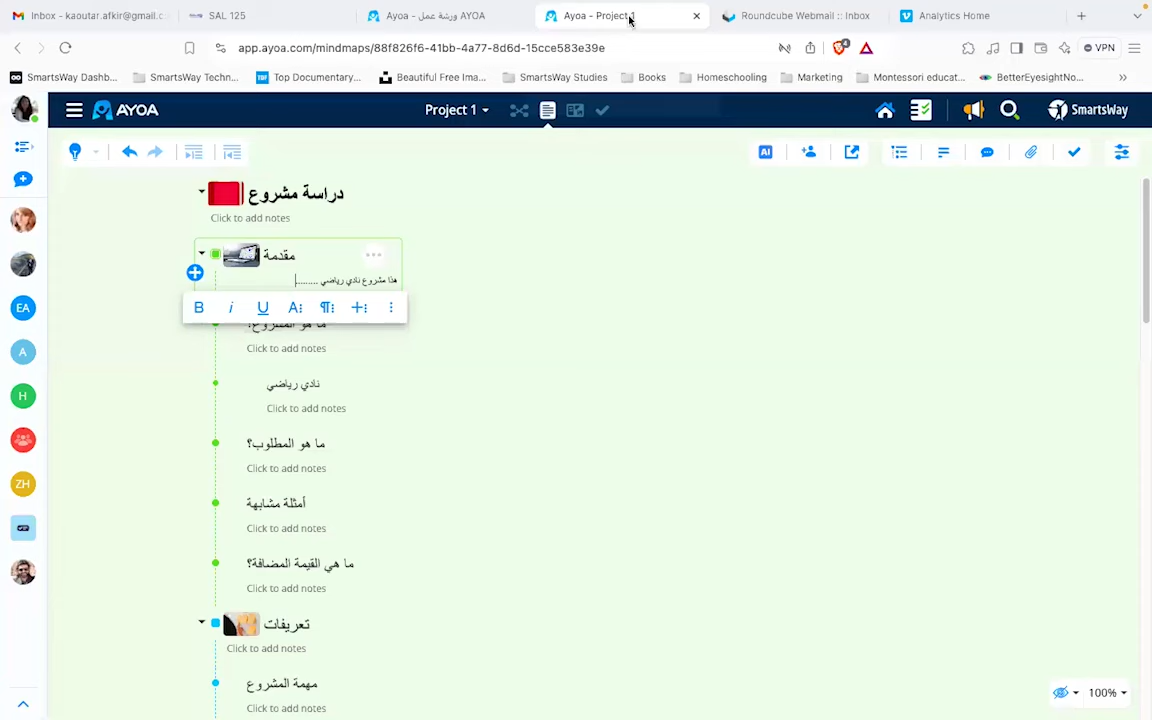 Inbox - kaoutar.afkir@gmail.c
SAL 125
Ayoa - ورشة عمل AYOA
Ayoa - Project 1
Roundcube Webmail :: Inbox
Analytics Home
app.ayoa.com/mindmaps/88f826f6-41bb-4a77-8d6d-15cce583e39e
4
VPN
SmartsWay Dashb...
SmartsWay Techn...
Top Documentary...
Beautiful Free Ima...
SmartsWay Studies
Books
Homeschooling
Marketing
Montessori educat...
BetterEyesightNo...
AYOA
Project 1
SmartsWay
AI
دراسة مشروع
Click to add notes
مقدمة
هذا مشروع نادي رياضي .........
B i U A
ما هو المشروع؟
Click to add notes
نادي رياضي
Click to add notes
ما هو المطلوب؟
Click to add notes
أمثلة مشابهة
Click to add notes
ما هي القيمة المضافة؟
Click to add notes
تعريفات
Click to add notes
مهمة المشروع
Click to add notes
EA
A
H
ZH
100%